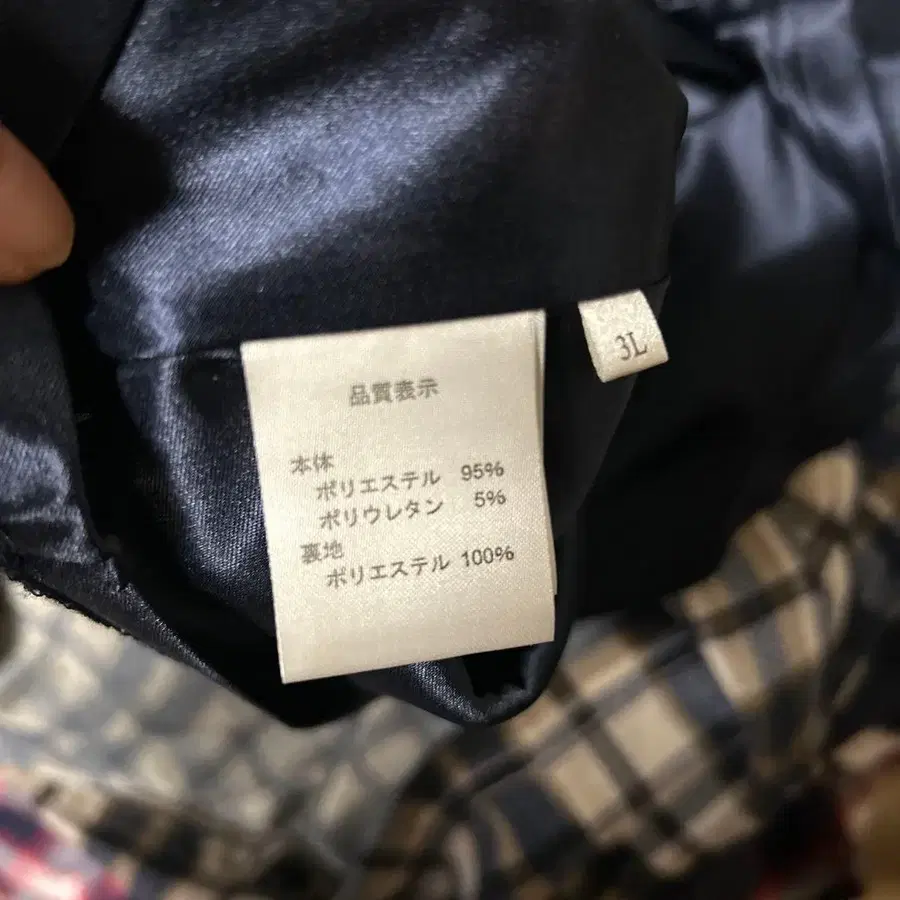 品質表示
本体
ポリエステル 95%
ポリウレタン 5%
裏地
ポリエステル 100%
3L